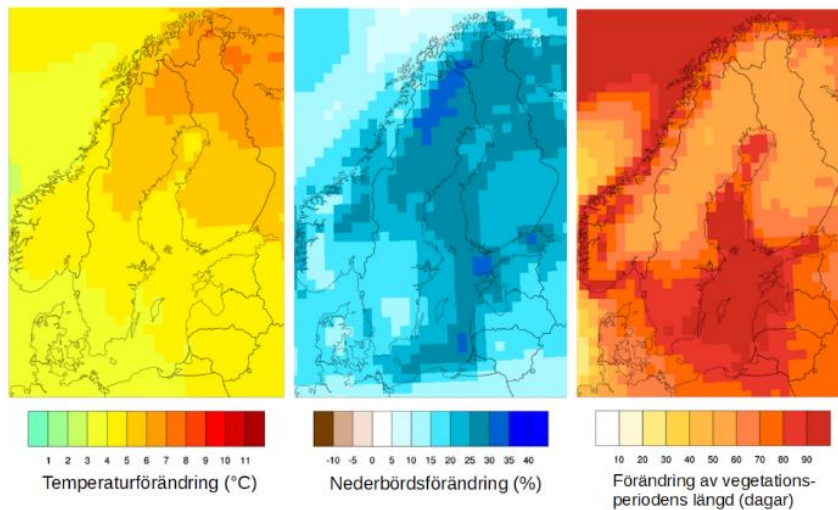 1 2 3 4 5 6 7 8 9 10 11
Temperaturförändring (°C)
-10 -5 0 5 10 15 20 25 30 35 40
Nederbördsförändring (%)
10 20 30 40 50 60 70 80 90
Förändring av vegetations-
periodens längd (dagar)